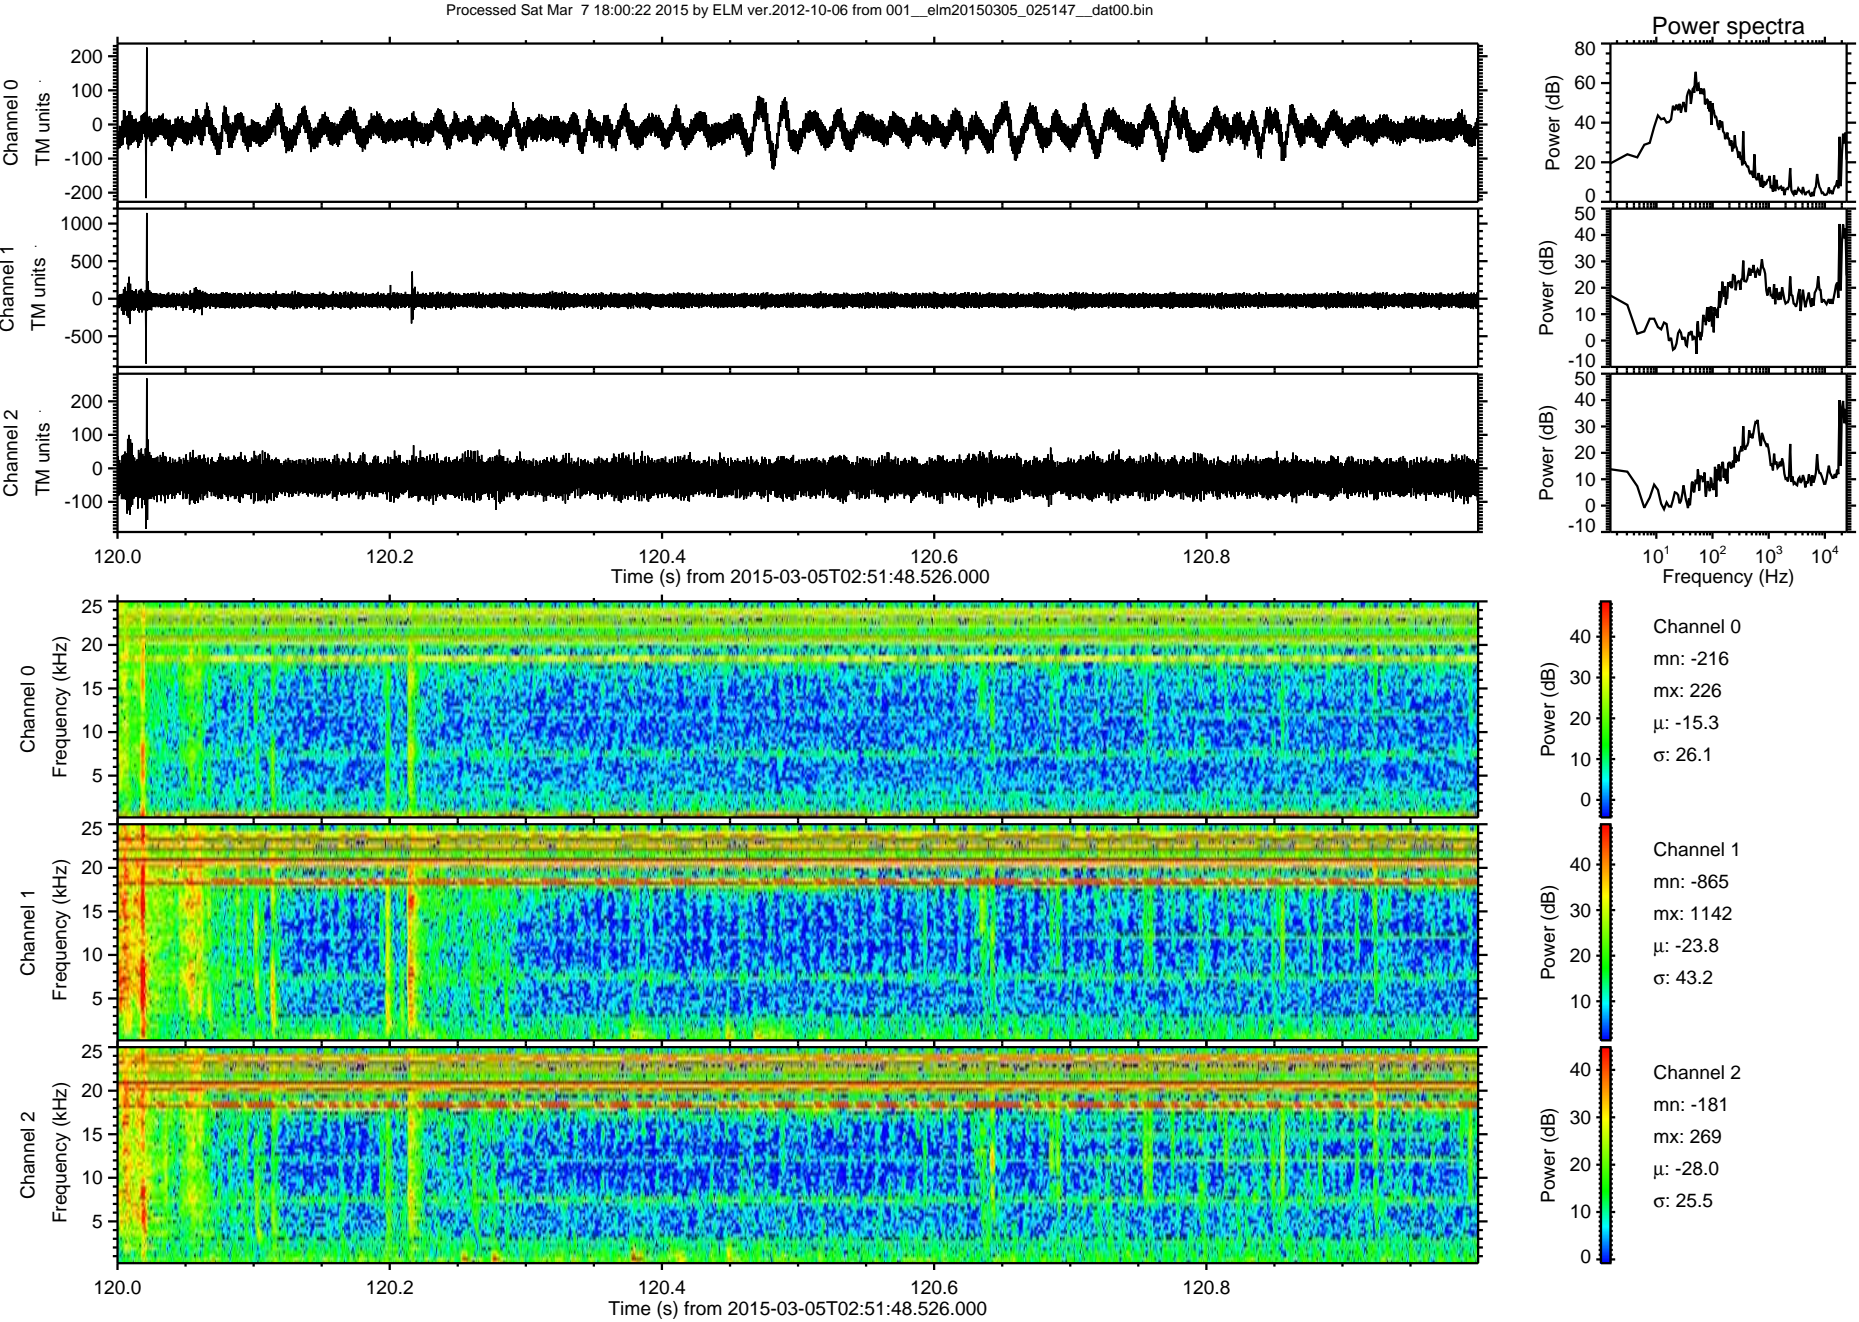 Processed Sat Mar  7 18:00:22 2015 by ELM ver.2012-10-06 from 001__elm20150305_025147__dat00.bin
Power spectra
Channel 0
TM units
200
100
0
-100
-200
Power (dB)
80
60
40
20
0
Channel 1
TM units
1000
500
0
-500
Power (dB)
50
40
30
20
10
0
-10
Channel 2
TM units
200
100
0
-100
Power (dB)
50
40
30
20
10
0
-10
120.0 120.2 120.4 120.6 120.8
Time (s) from 2015-03-05T02:51:48.526.000
10^1 10^2 10^3 10^4
Frequency (Hz)
Channel 0
Frequency (kHz)
25
20
15
10
5
Power (dB)
40
30
20
10
0
Channel 0
mn: -216
mx: 226
μ: -15.3
σ: 26.1
Channel 1
Frequency (kHz)
25
20
15
10
5
Power (dB)
40
30
20
10
Channel 1
mn: -865
mx: 1142
μ: -23.8
σ: 43.2
Channel 2
Frequency (kHz)
25
20
15
10
5
Power (dB)
40
30
20
10
0
Channel 2
mn: -181
mx: 269
μ: -28.0
σ: 25.5
120.0 120.2 120.4 120.6 120.8
Time (s) from 2015-03-05T02:51:48.526.000